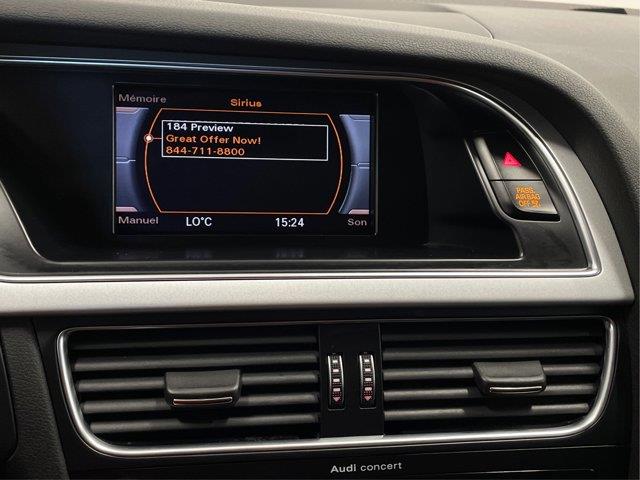 Mémoire
Sirius
184 Preview
Great Offer Now!
844-711-8800
Manuel
LO°C
15:24
Son
PASS.
AIRBAG
OFF
Audi concert